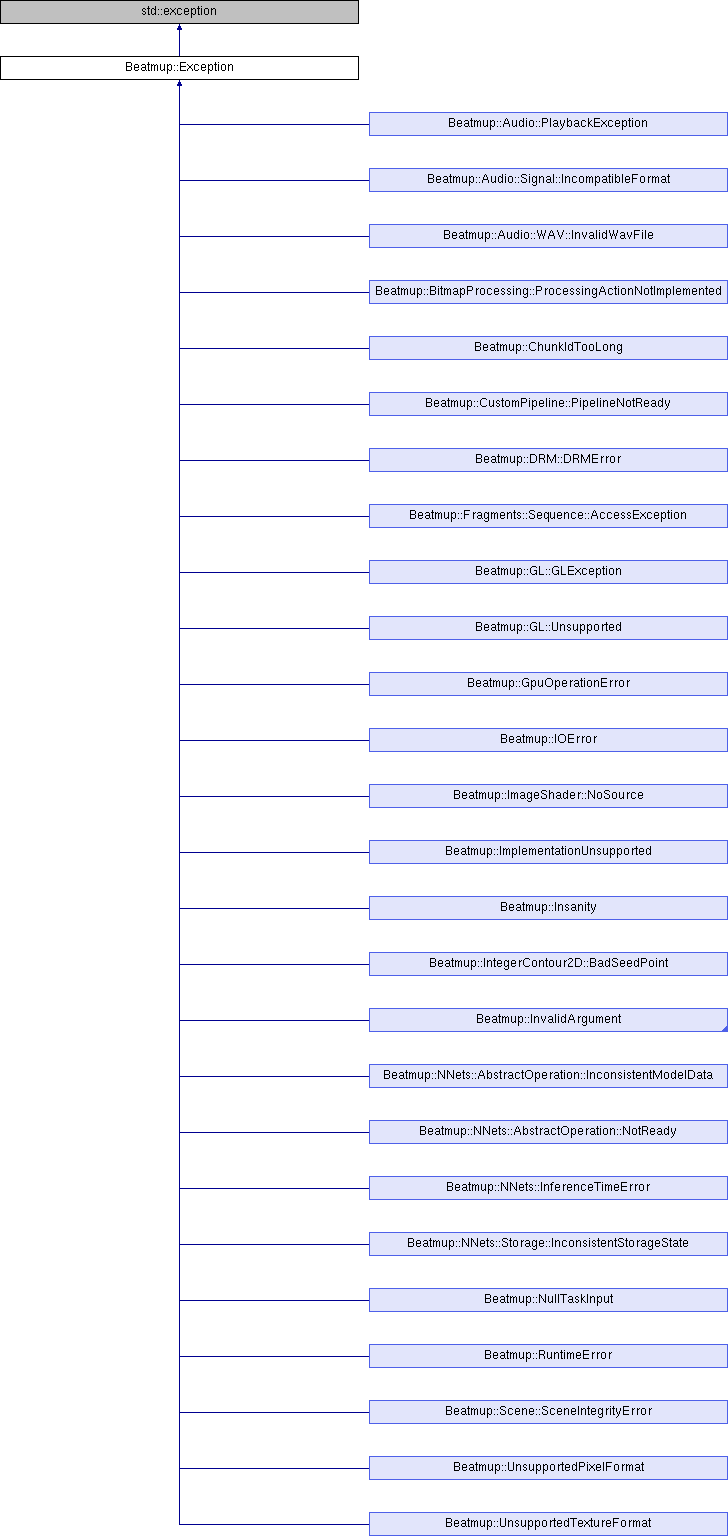 std::exception
Beatmup::Exception
Beatmup::Audio::PlaybackException
Beatmup::Audio::Signal::IncompatibleFormat
Beatmup::Audio::WAV::InvalidWavFile
Beatmup::BitmapProcessing::ProcessingActionNotImplemented
Beatmup::ChunkIdTooLong
Beatmup::CustomPipeline::PipelineNotReady
Beatmup::DRM::DRMError
Beatmup::Fragments::Sequence::AccessException
Beatmup::GL::GLException
Beatmup::GL::Unsupported
Beatmup::GpuOperationError
Beatmup::IOError
Beatmup::ImageShader::NoSource
Beatmup::ImplementationUnsupported
Beatmup::Insanity
Beatmup::IntegerContour2D::BadSeedPoint
Beatmup::InvalidArgument
Beatmup::NNets::AbstractOperation::InconsistentModelData
Beatmup::NNets::AbstractOperation::NotReady
Beatmup::NNets::InferenceTimeError
Beatmup::NNets::Storage::InconsistentStorageState
Beatmup::NullTaskInput
Beatmup::RuntimeError
Beatmup::Scene::SceneIntegrityError
Beatmup::UnsupportedPixelFormat
Beatmup::UnsupportedTextureFormat